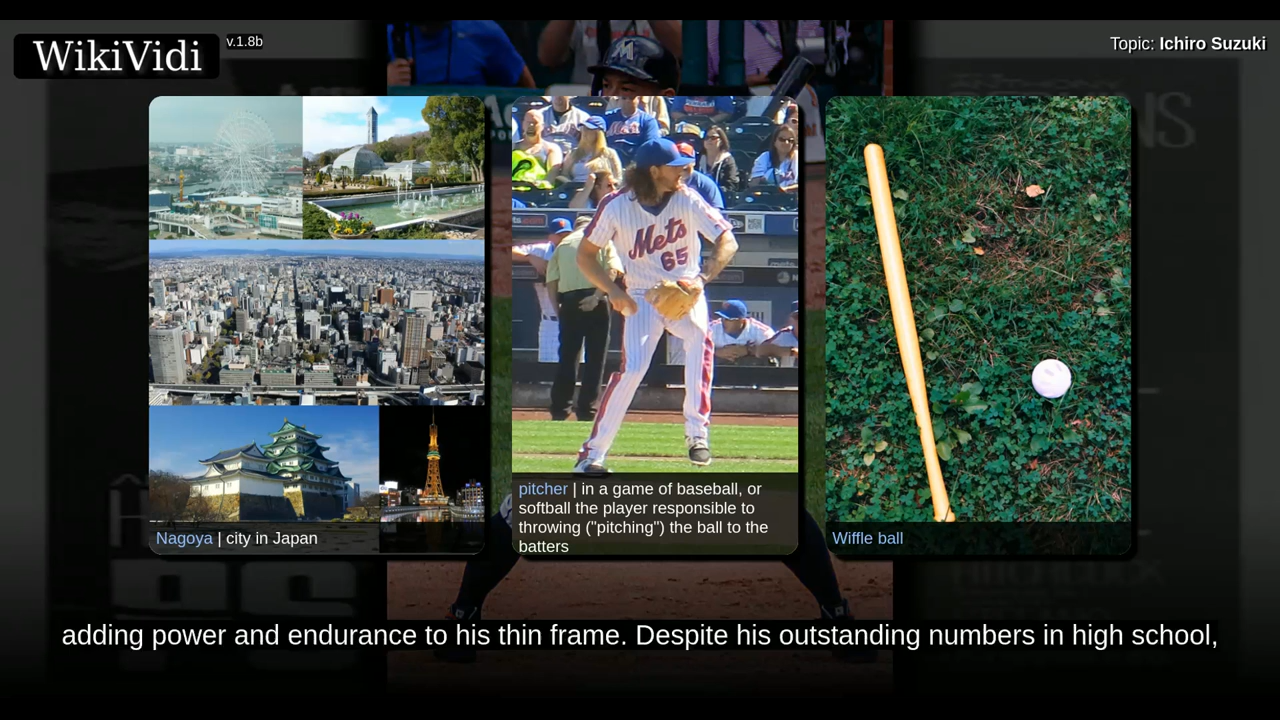 WikiVidi v.1.8b
Topic: Ichiro Suzuki
Mets
65
Nagoya | city in Japan
pitcher | in a game of baseball, or
softball the player responsible to
throwing ("pitching") the ball to the
batters
Wiffle ball
adding power and endurance to his thin frame. Despite his outstanding numbers in high school,